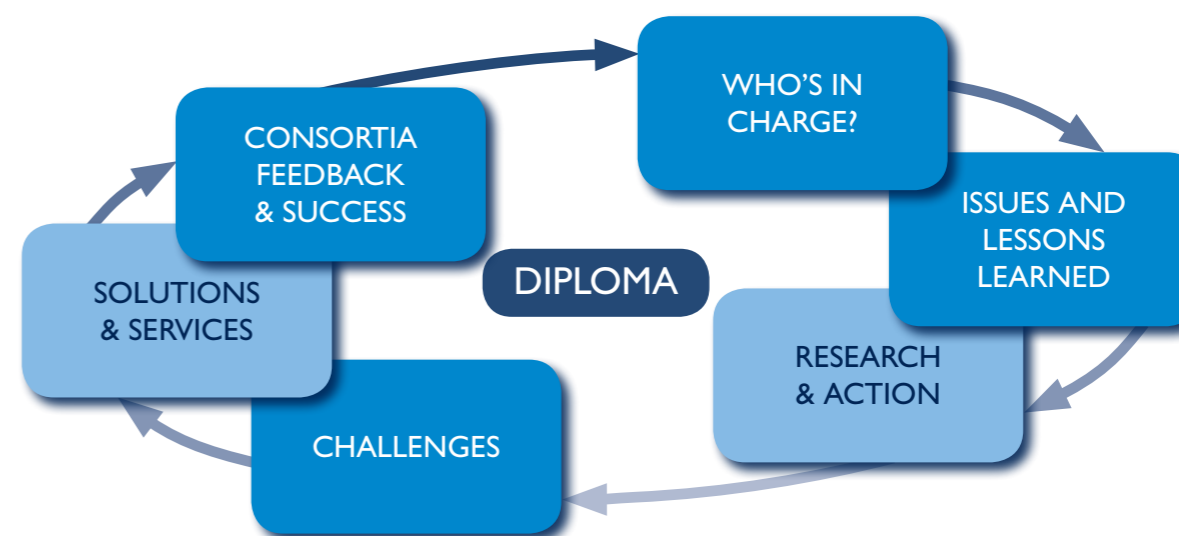 WHO'S IN
CHARGE?
CONSORTIA
FEEDBACK
& SUCCESS
ISSUES AND
LESSONS
LEARNED
DIPLOMA
SOLUTIONS
& SERVICES
RESEARCH
& ACTION
CHALLENGES